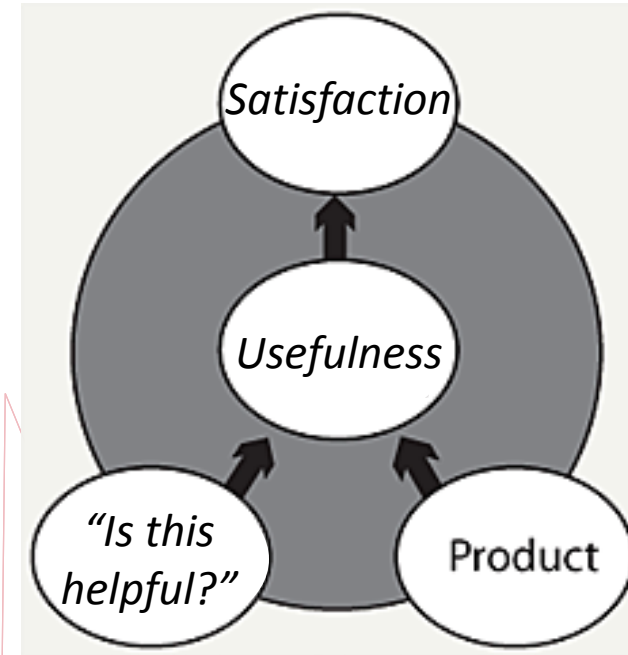 Satisfaction
Usefulness
“Is this
helpful?”
Product